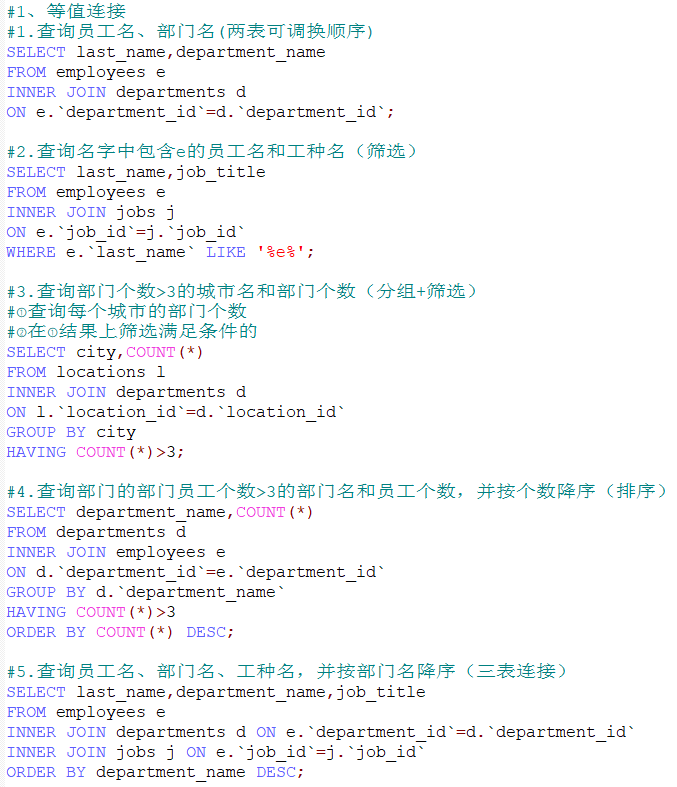 #1、等值连接
#1.查询员工名、部门名(两表可调换顺序)
SELECT last_name,department_name
FROM employees e
INNER JOIN departments d
ON e.`department_id`=d.`department_id`;
#2.查询名字中包含e的员工名和工种名（筛选）
SELECT last_name,job_title
FROM employees e
INNER JOIN jobs j
ON e.`job_id`=j.`job_id`
WHERE e.`last_name` LIKE '%e%';
#3.查询部门个数>3的城市名和部门个数（分组+筛选）
#①查询每个城市的部门个数
#②在①结果上筛选满足条件的
SELECT city,COUNT(*)
FROM locations l
INNER JOIN departments d
ON l.`location_id`=d.`location_id`
GROUP BY city
HAVING COUNT(*)>3;
#4.查询部门的部门员工个数>3的部门名和员工个数，并按个数降序（排序）
SELECT department_name,COUNT(*)
FROM departments d
INNER JOIN employees e
ON d.`department_id`=e.`department_id`
GROUP BY d.`department_name`
HAVING COUNT(*)>3
ORDER BY COUNT(*) DESC;
#5.查询员工名、部门名、工种名，并按部门名降序（三表连接）
SELECT last_name,department_name,job_title
FROM employees e
INNER JOIN departments d ON e.`department_id`=d.`department_id`
INNER JOIN jobs j ON e.`job_id`=j.`job_id`
ORDER BY department_name DESC;